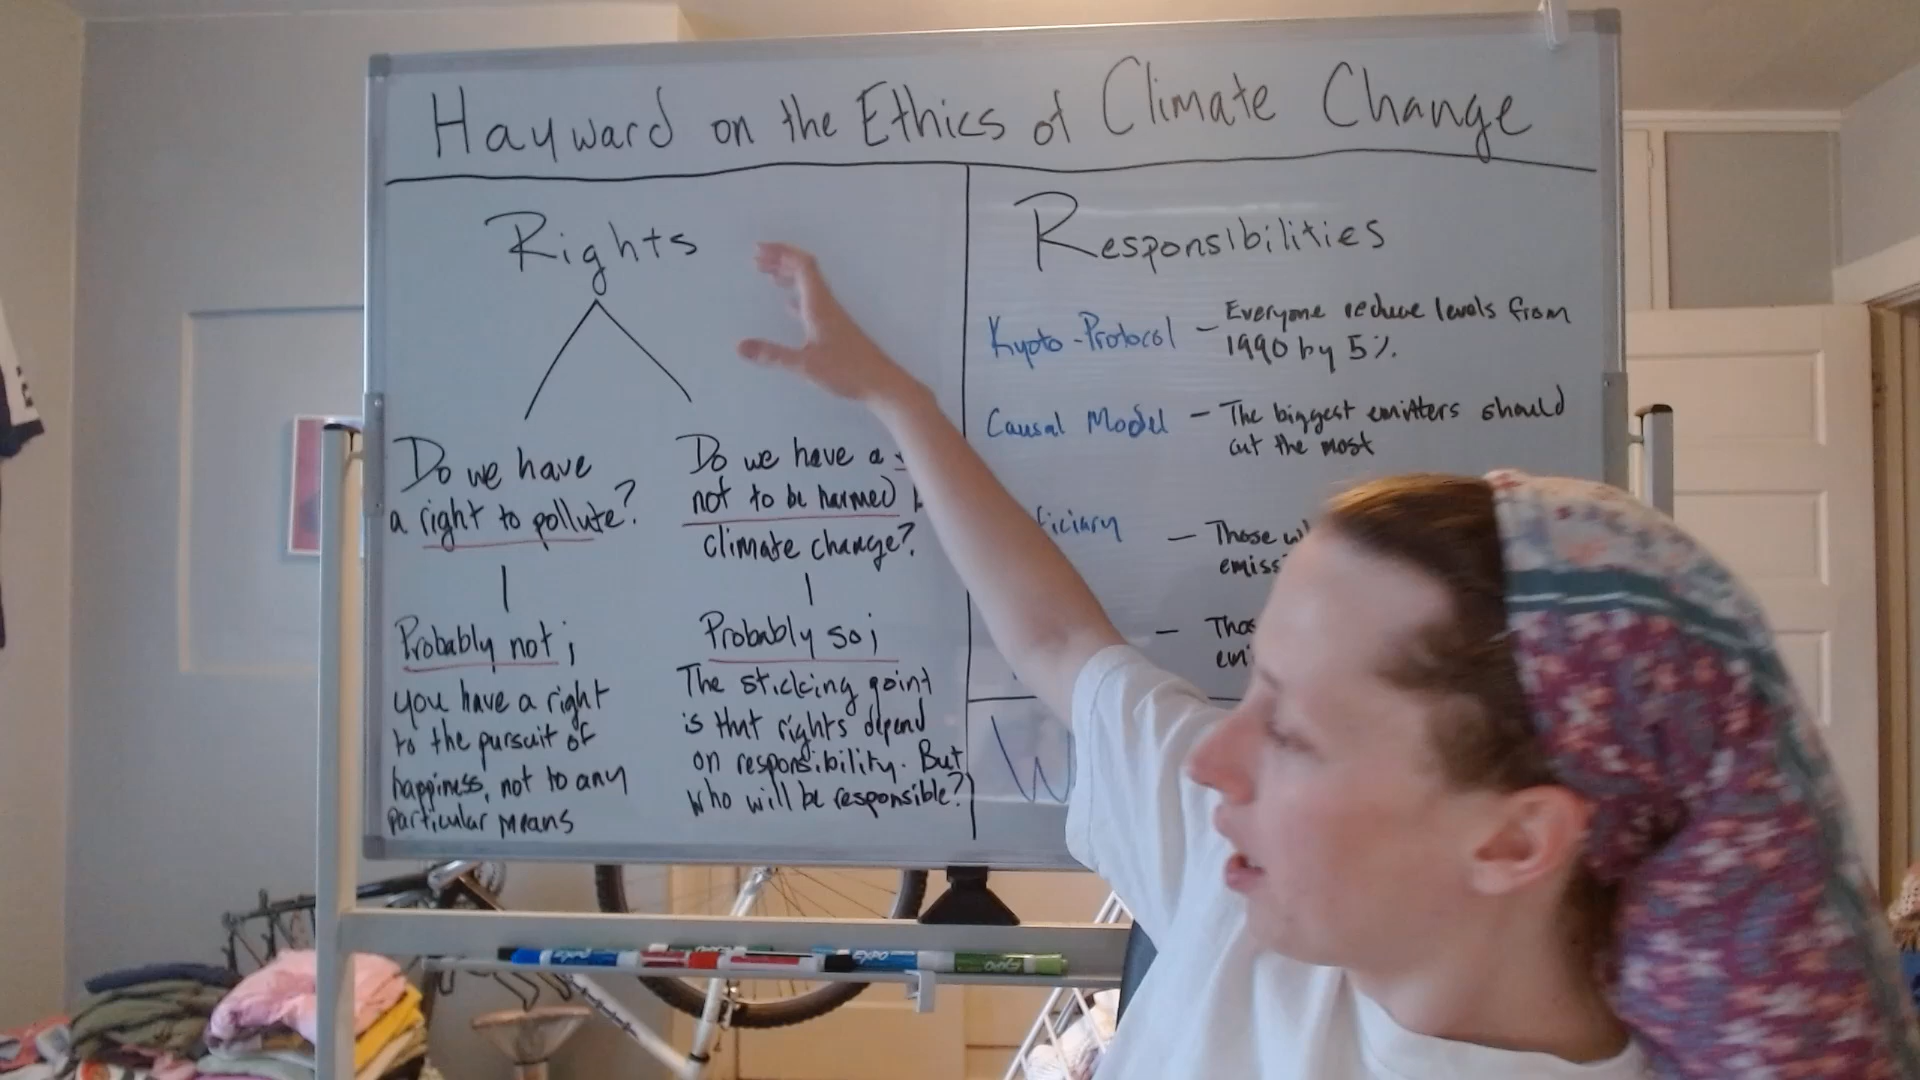 Hayward on the Ethics of Climate Change
Rights
Do we have
a right to pollute?
Probably not;
you have a right
to the pursuit of
happiness, not to any
particular means
Do we have a
not to be harmed
climate change?
Probably so;
The sticking point
is that rights depend
on responsibility. But
who will be responsible?
Responsibilities
Kyoto-Protocol - Everyone reduce levels from
1990 by 5%.
Causal Model - The biggest emitters should
cut the most
ficiary - Those
emiss
-
W
EXPO
EXPO
EXPO